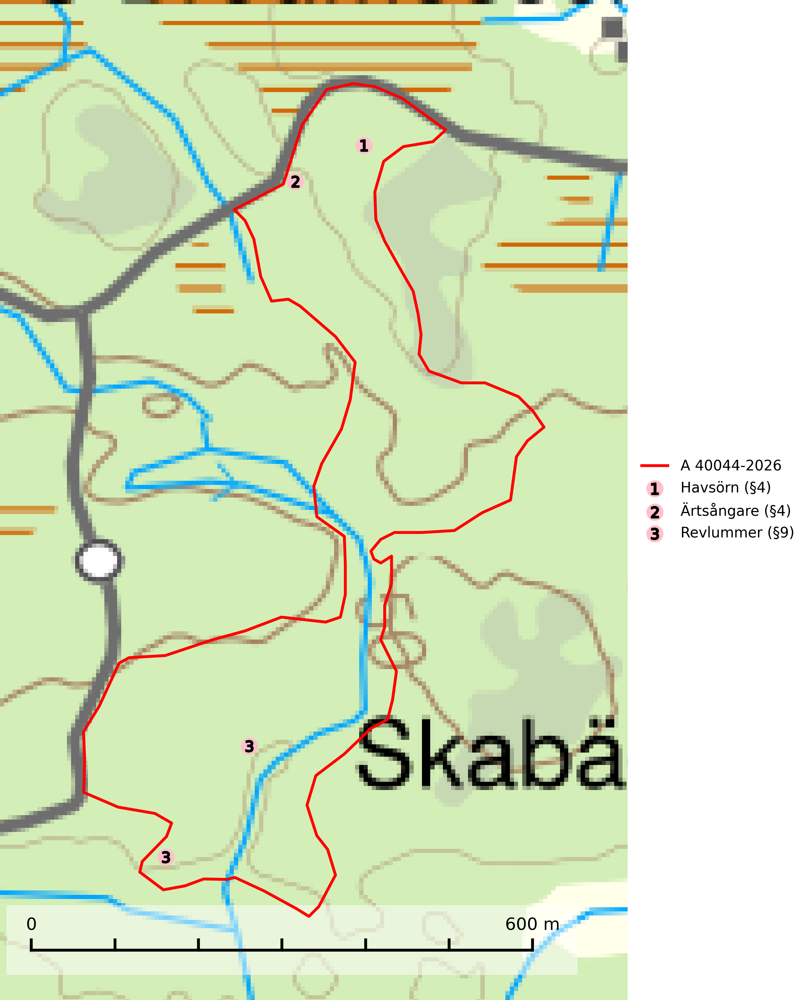 1
2
A 40044-2026
1 Havsörn (§4)
2 Ärtsångare (§4)
3 Revlummer (§9)
3
Skabä
3
0 600 m